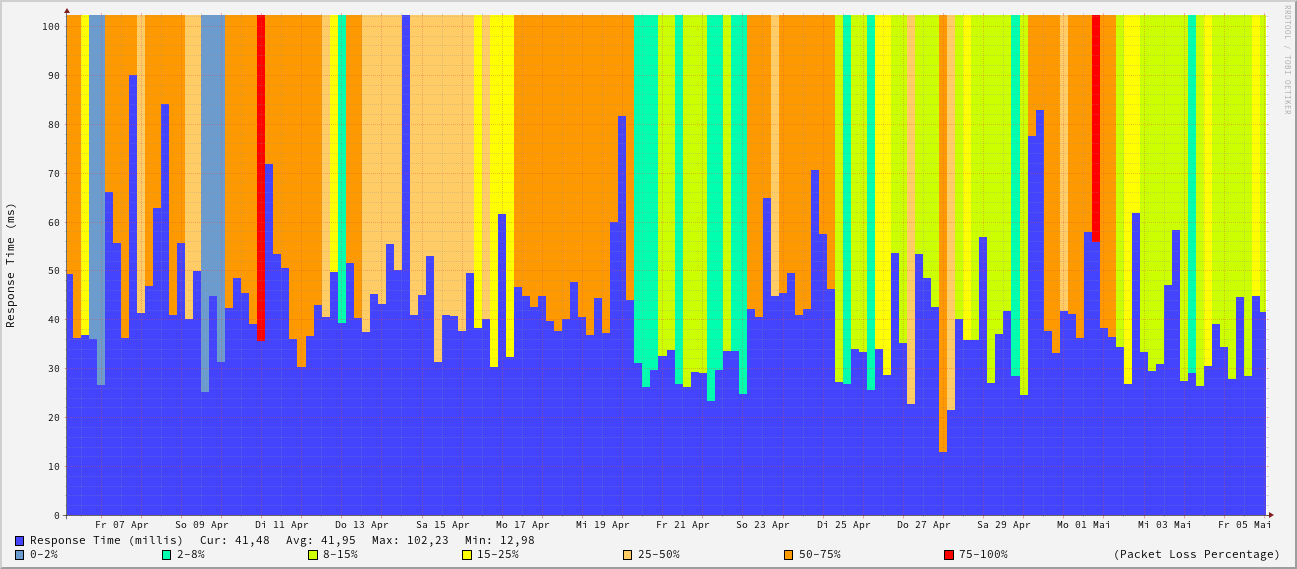 100
90
80
70
60
50
40
30
20
10
0
Response Time (ms)
RRDTOOL / TOBI OETIKER
Fr 07 Apr So 09 Apr Di 11 Apr Do 13 Apr Sa 15 Apr Mo 17 Apr Mi 19 Apr Fr 21 Apr So 23 Apr Di 25 Apr Do 27 Apr Sa 29 Apr Mo 01 Mai Mi 03 Mai Fr 05 Mai
Response Time (millis) Cur: 41,48 Avg: 41,95 Max: 102,23 Min: 12,98
0-2% 2-8% 8-15% 15-25% 25-50% 50-75% 75-100% (Packet Loss Percentage)